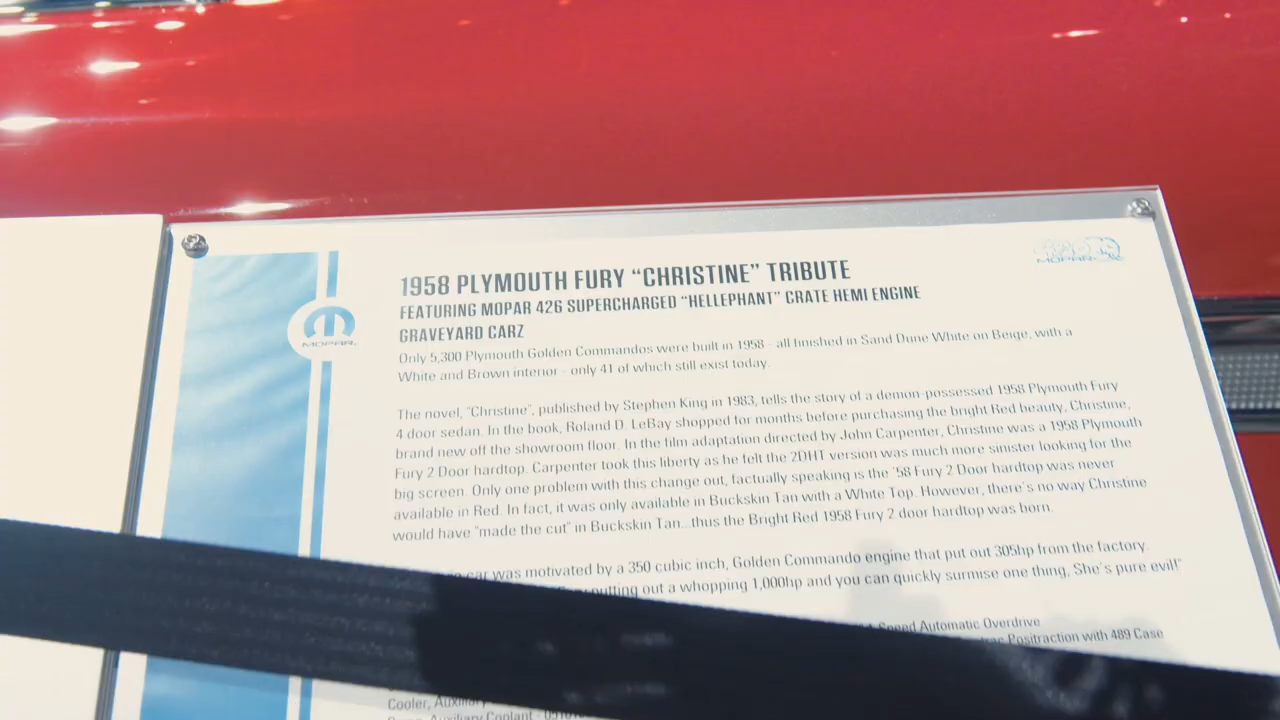 1958 PLYMOUTH FURY “CHRISTINE” TRIBUTE
FEATURING MOPAR 426 SUPERCHARGED “HELLEPHANT” CRATE HEMI ENGINE
GRAVEYARD CARZ
MOPAR
Only 5,300 Plymouth Golden Commandos were built in 1958 - all finished in Sand Dune White on Beige, with a
White and Brown interior - only 41 of which still exist today.
The novel, “Christine”, published by Stephen King in 1983, tells the story of a demon-possessed 1958 Plymouth Fury
4 door sedan. In the book, Roland D. LeBay shopped for months before purchasing the bright Red beauty, Christine,
brand new off the showroom floor. In the film adaptation directed by John Carpenter, Christine was a 1958 Plymouth
Fury 2 Door hardtop. Carpenter took this liberty as he felt the 2DHT version was much more sinister looking for the
big screen. Only one problem with this change out, factually speaking is the '58 Fury 2 Door hardtop was never
available in Red. In fact, it was only available in Buckskin Tan with a White Top. However, there's no way Christine
would have “made the cut” in Buckskin Tan...thus the Bright Red 1958 Fury 2 door hardtop was born.
car was motivated by a 350 cubic inch, Golden Commando engine that put out 305hp from the factory.
putting out a whopping 1,000hp and you can quickly surmise one thing, She's pure evil!”
Speed Automatic Overdrive
Positraction with 489 Case
Cooler, Auxiliary
Auxiliary Coolant -